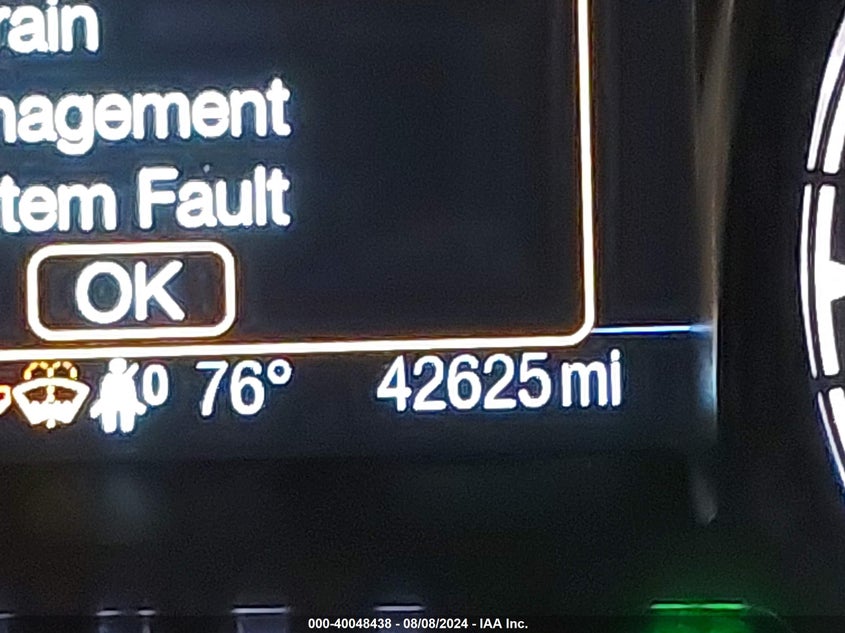 rain
nagement
tem Fault
OK
0 76° 42625 mi
000-40048438 - 08/08/2024 - IAA Inc.